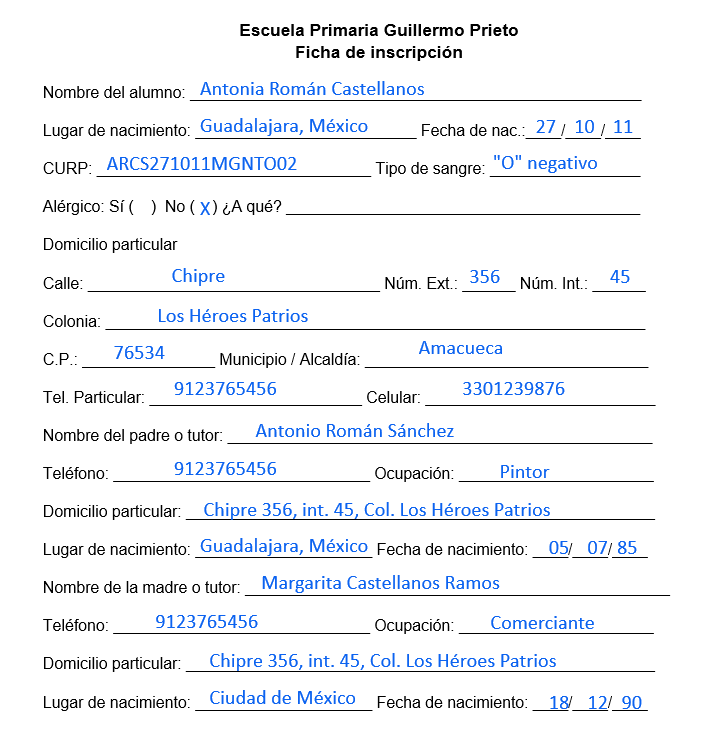 Escuela Primaria Guillermo Prieto
Ficha de inscripción
Nombre del alumno: Antonia Román Castellanos
Lugar de nacimiento: Guadalajara, México Fecha de nac.: 27 / 10 / 11
CURP: ARCS271011MGNTO02 Tipo de sangre: "O" negativo
Alérgico: Sí ( ) No ( X ) ¿A qué?
Domicilio particular
Calle: Chipre Núm. Ext.: 356 Núm. Int.: 45
Colonia: Los Héroes Patrios
C.P.: 76534 Municipio / Alcaldía: Amacueca
Tel. Particular: 9123765456 Celular: 3301239876
Nombre del padre o tutor: Antonio Román Sánchez
Teléfono: 9123765456 Ocupación: Pintor
Domicilio particular: Chipre 356, int. 45, Col. Los Héroes Patrios
Lugar de nacimiento: Guadalajara, México Fecha de nacimiento: 05/ 07/ 85
Nombre de la madre o tutor: Margarita Castellanos Ramos
Teléfono: 9123765456 Ocupación: Comerciante
Domicilio particular: Chipre 356, int. 45, Col. Los Héroes Patrios
Lugar de nacimiento: Ciudad de México Fecha de nacimiento: 18/ 12/ 90